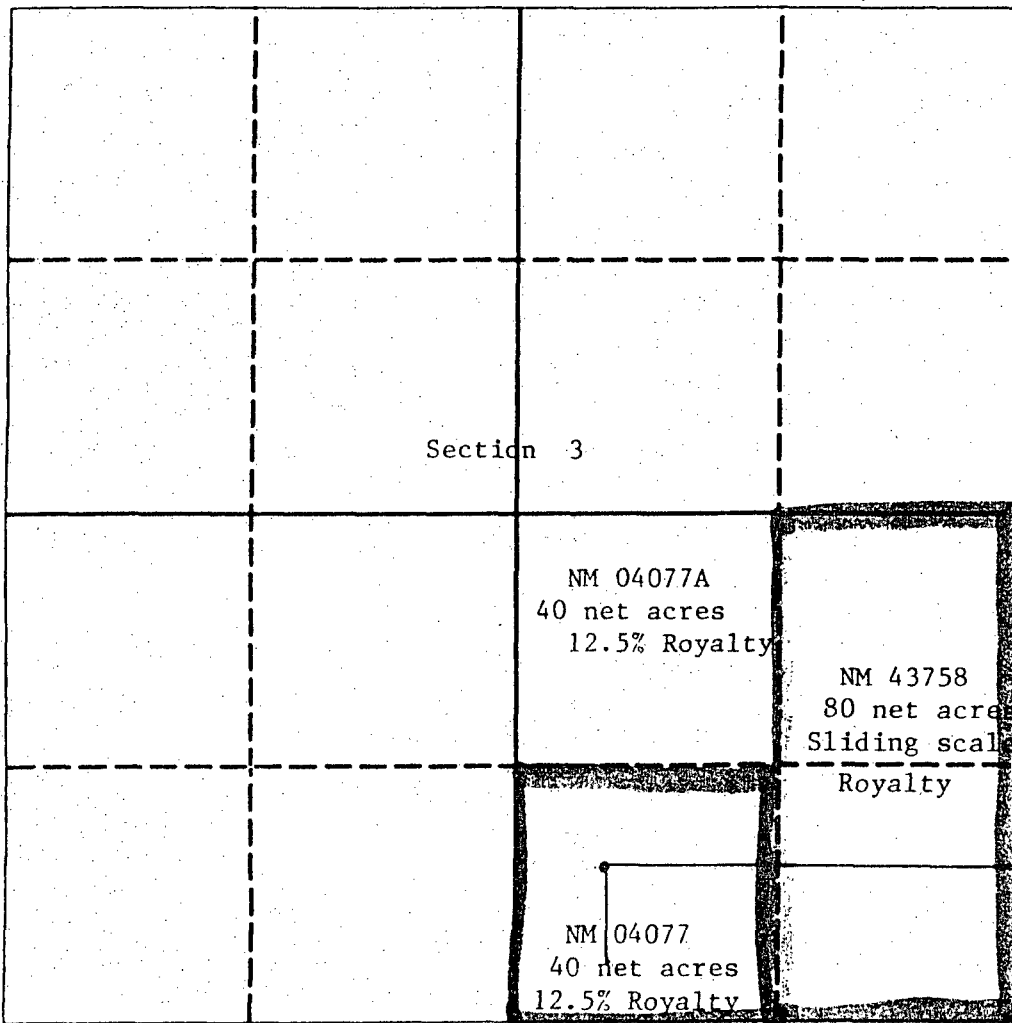 Section 3
NM 04077A
40 net acres
12.5% Royalty
NM 43758
80 net acre
Sliding scal
Royalty
NM 04077
40 net acres
12.5% Royalty